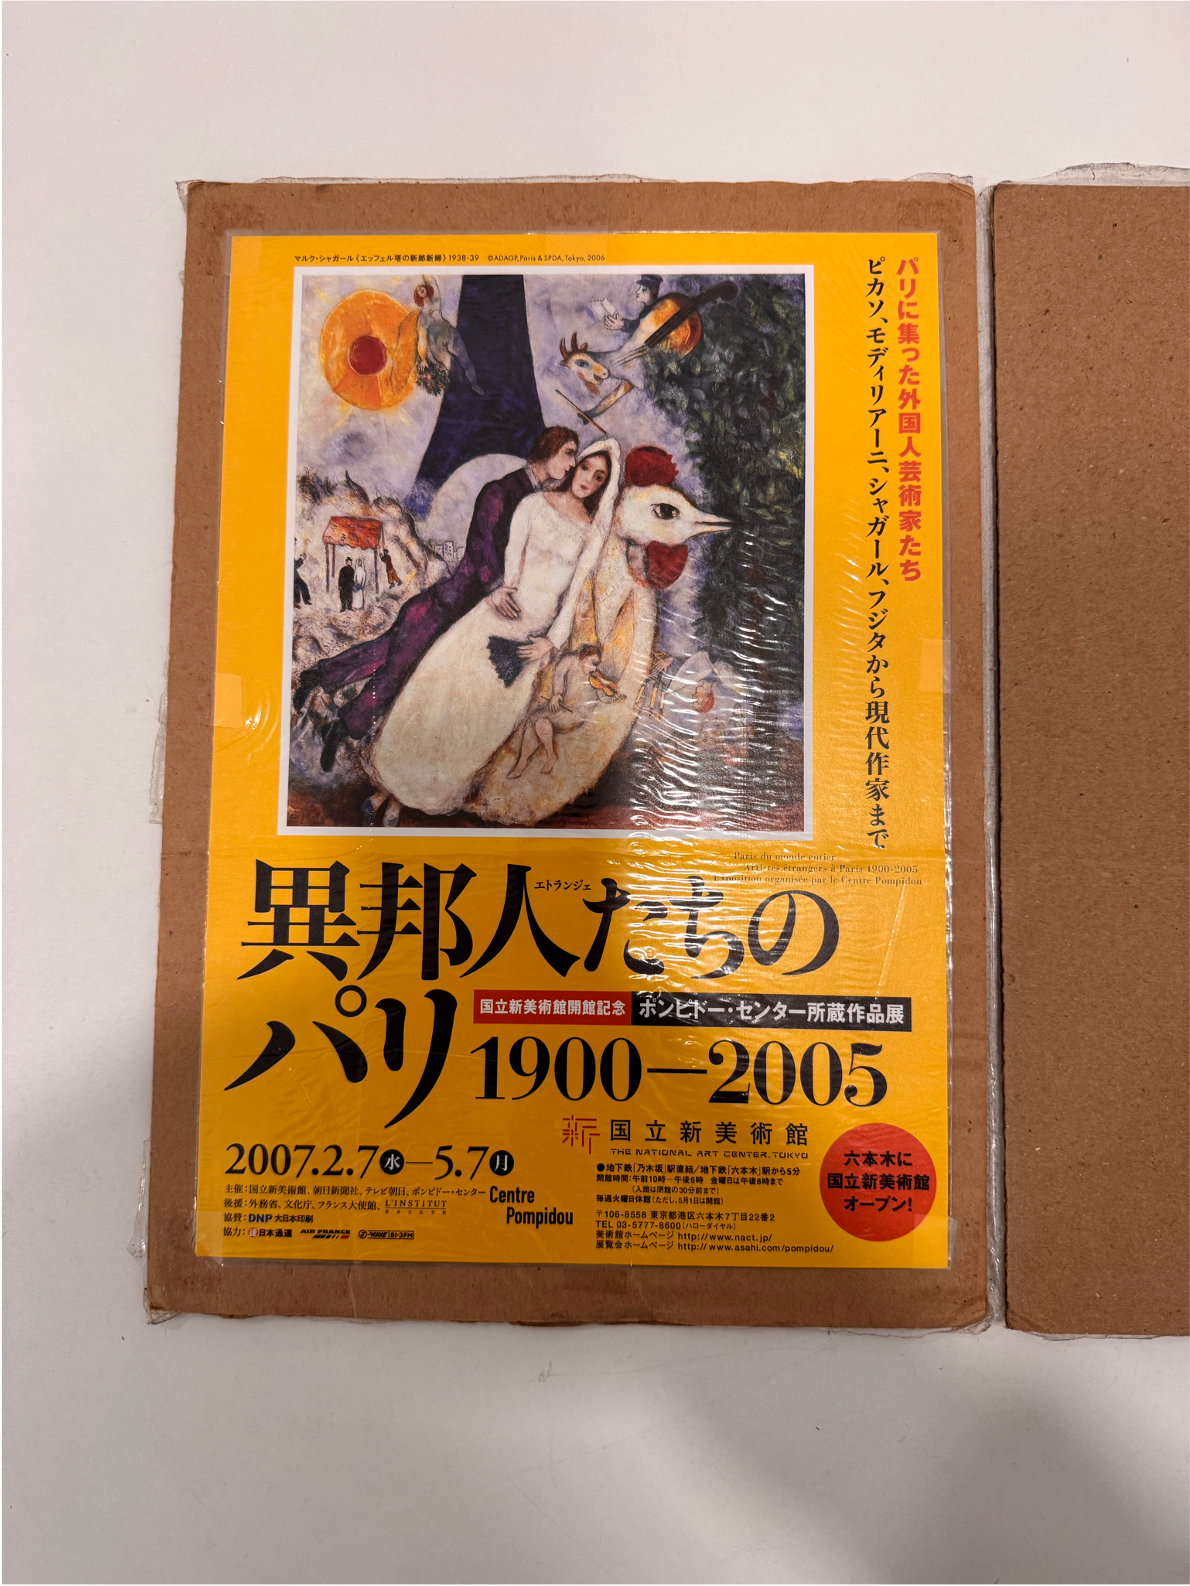 マルク・シャガール《エッフェル塔の新郎新婦》1938-39 ©ADAGP, Paris & SPDA, Tokyo, 2006
パリに集った外国人芸術家たち
ピカソ、モディリアーニ、シャガール、フジタから現代作家まで
Paris du monde entier
Artistes étrangers à Paris 1900-2005
Exposition organisée par le Centre Pompidou
エトランジェ
異邦人たちの
パリ
国立新美術館開館記念 ポンピドー・センター所蔵作品展
1900—2005
新 国立新美術館
THE NATIONAL ART CENTER, TOKYO
2007.2.7水—5.7月
●地下鉄「乃木坂」駅直結/地下鉄「六本木」駅から5分
開館時間:午前10時―午後6時 金曜日は午後8時まで
(入館は閉館の30分前まで)
毎週火曜日休館(ただし、5月1日は開館)
〒106-8558 東京都港区六本木7丁目22番2
TEL 03-5777-8600(ハローダイヤル)
美術館ホームページ http://www.nact.jp/
展覧会ホームページ http://www.asahi.com/pompidou/
六本木に
国立新美術館
オープン!
主催:国立新美術館、朝日新聞社、テレビ朝日、ポンピドー・センター
後援:外務省、文化庁、フランス大使館、L'INSTITUT
協賛:DNP 大日本印刷
協力:日本通運 AIR FRANCE J-WAVE 81.3FM
Centre
Pompidou